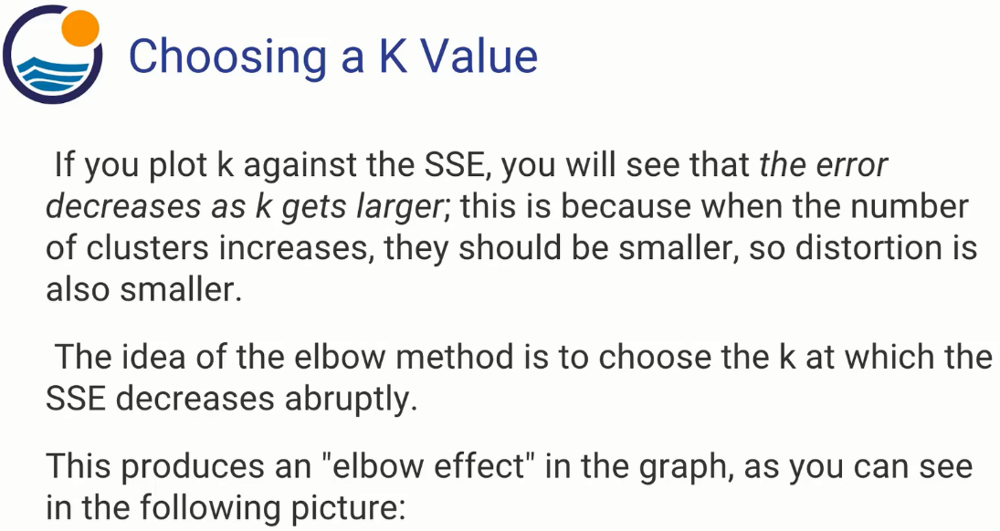 Choosing a K Value
If you plot k against the SSE, you will see that the error
decreases as k gets larger; this is because when the number
of clusters increases, they should be smaller, so distortion is
also smaller.
The idea of the elbow method is to choose the k at which the
SSE decreases abruptly.
This produces an "elbow effect" in the graph, as you can see
in the following picture: